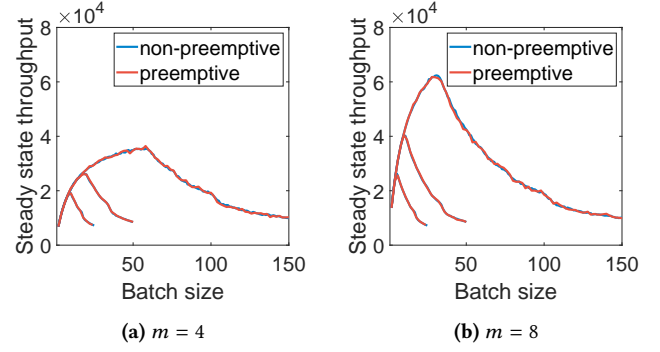 ×10⁴
8
non-preemptive
preemptive
6
4
2
0
50
100
150
Steady state throughput
Batch size
(a) m = 4
×10⁴
8
non-preemptive
preemptive
6
4
2
0
50
100
150
Steady state throughput
Batch size
(b) m = 8